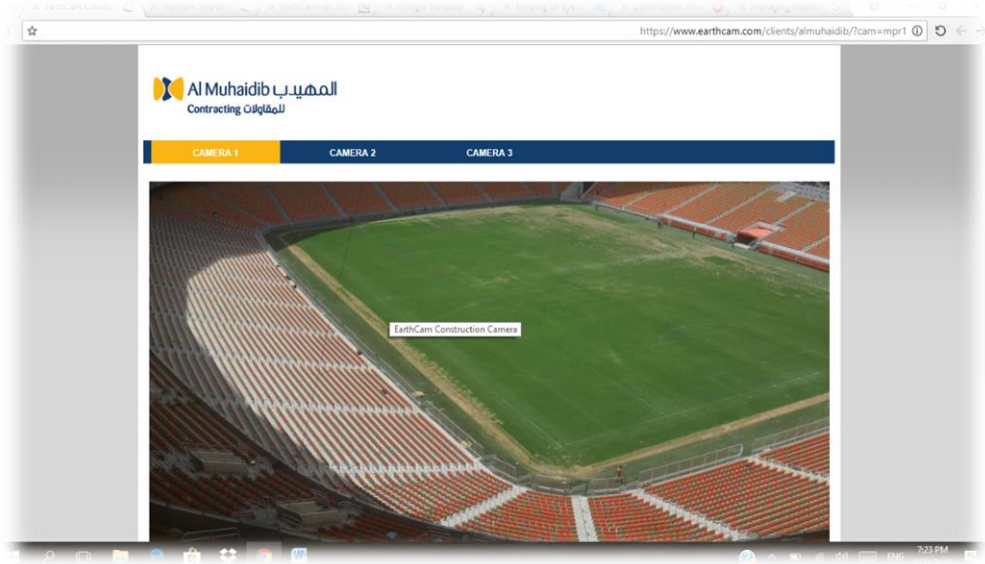 https://www.earthcam.com/clients/almuhaidib/?cam=mpr1
Al Muhaidib المهيدب
Contracting للمقاولات
CAMERA 1
CAMERA 2
CAMERA 3
EarthCam Construction Camera
ENG
7:23 PM